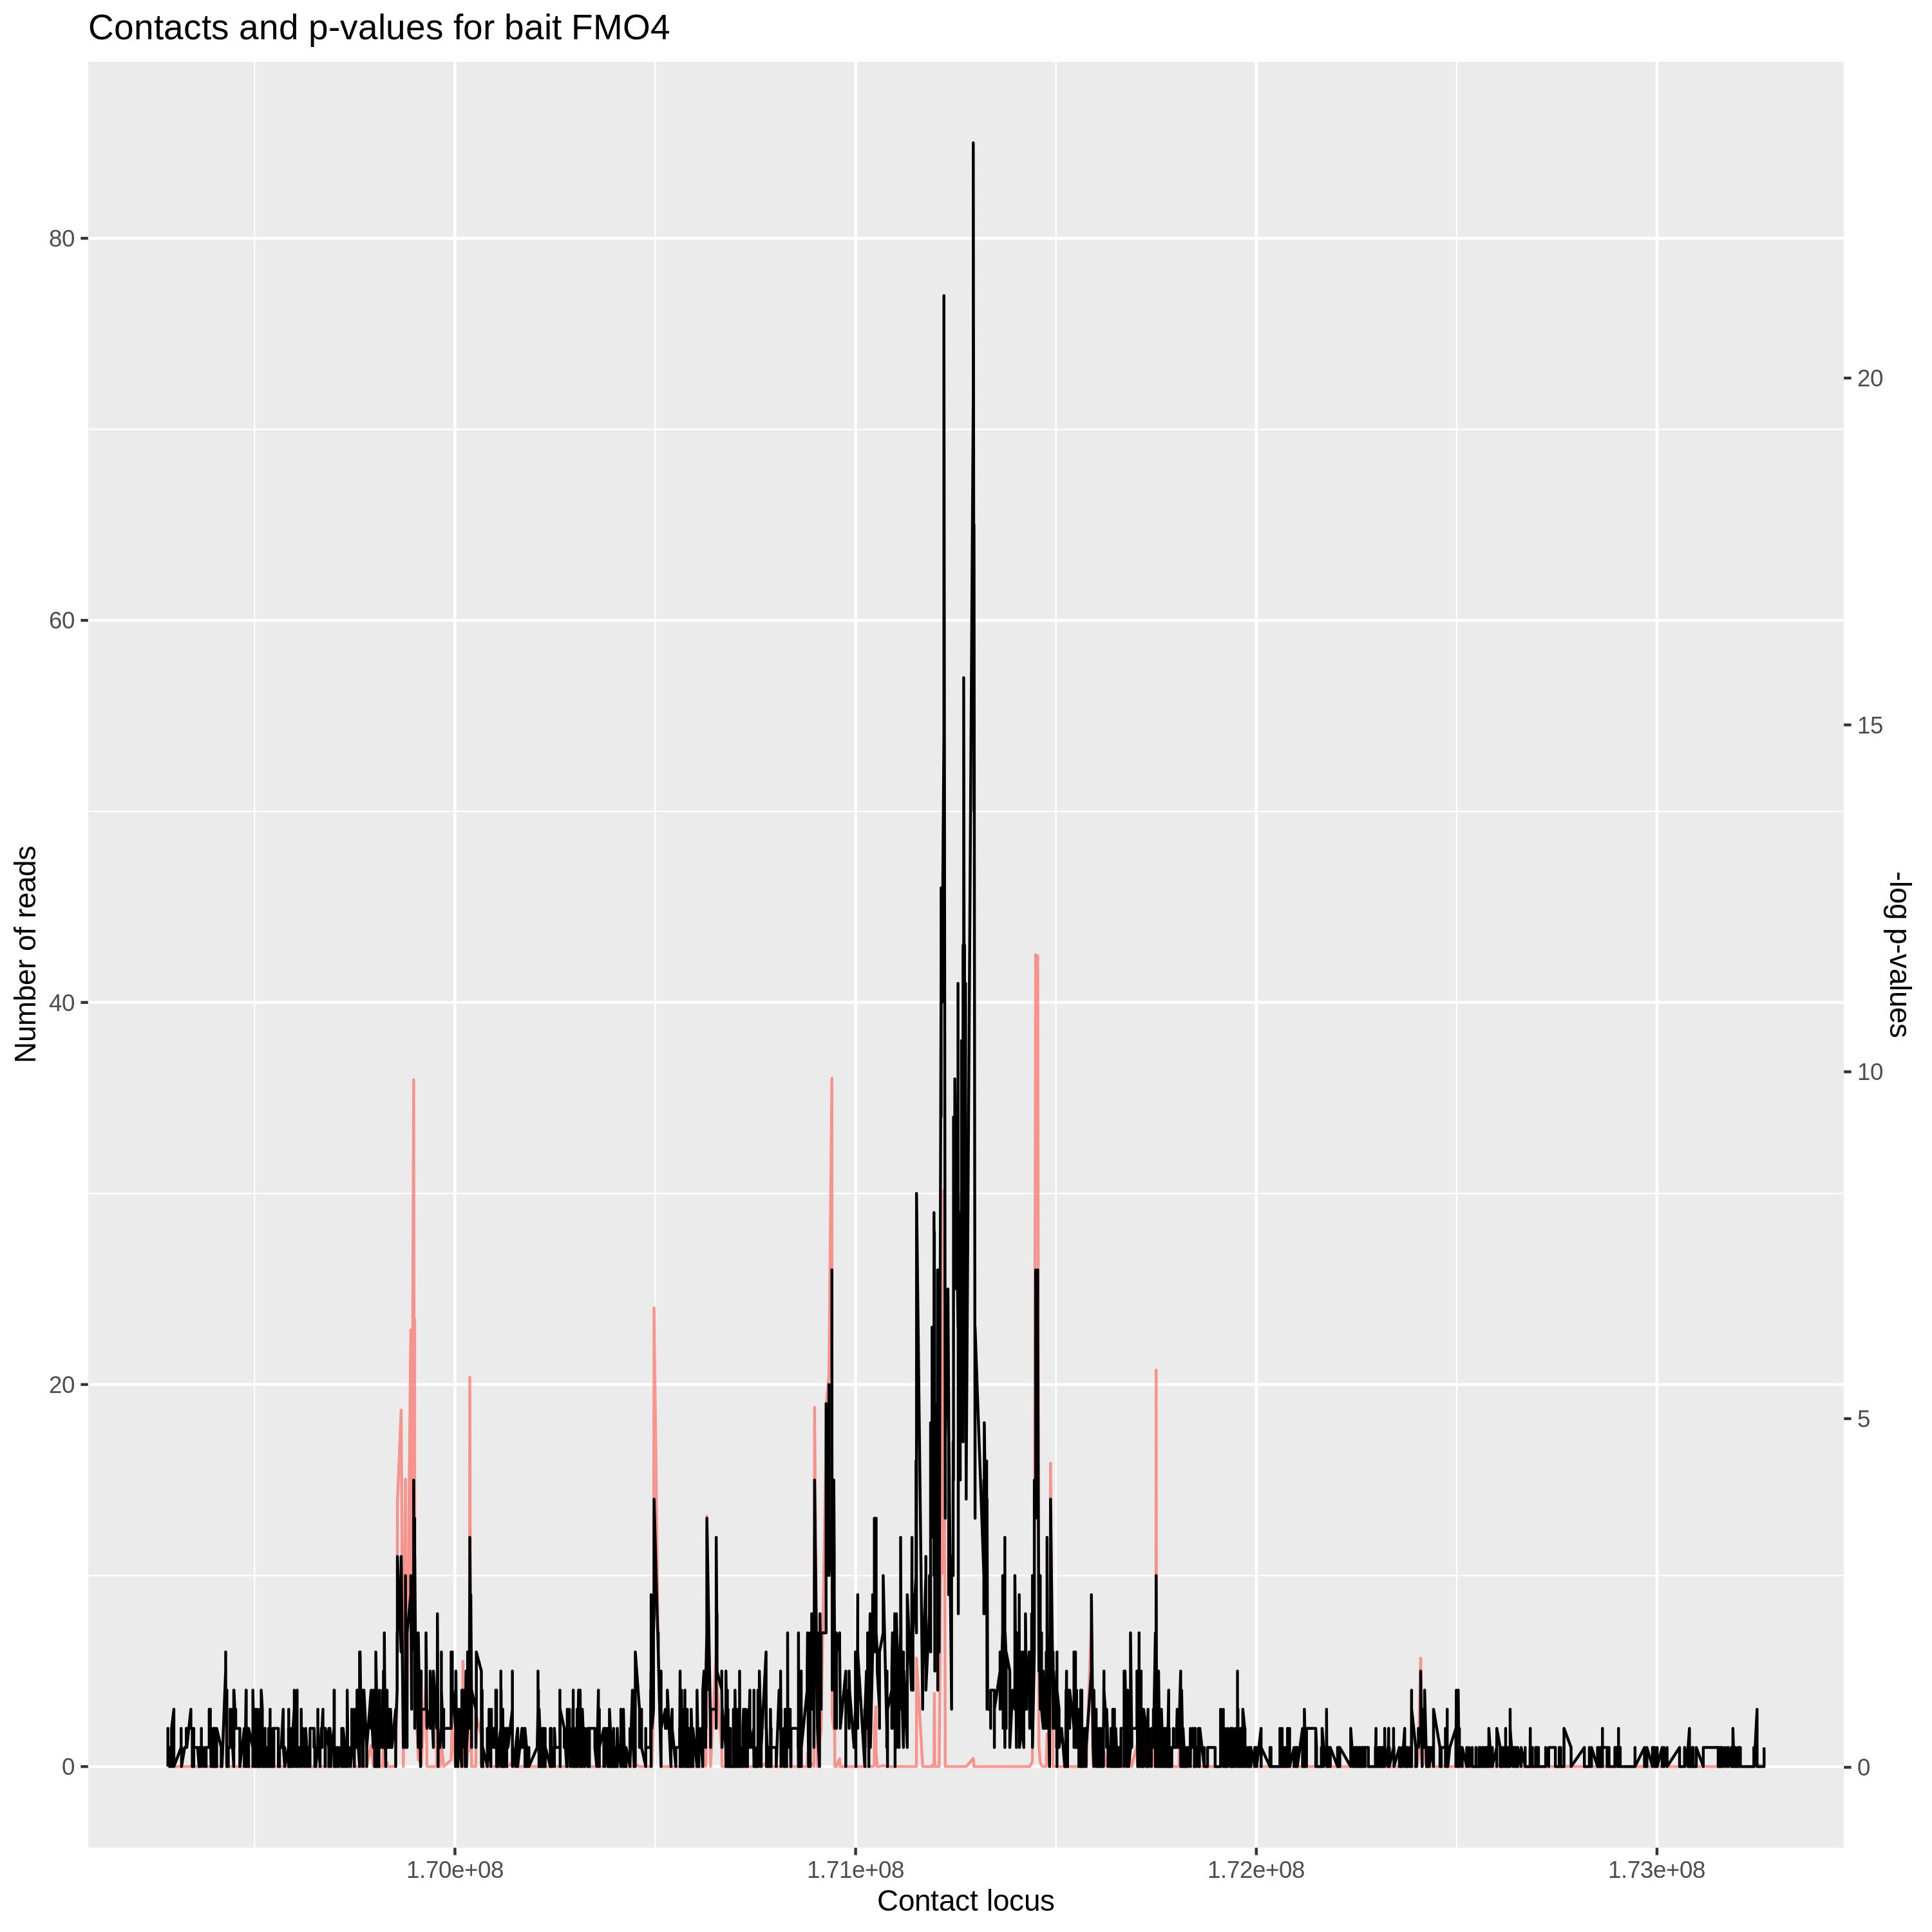 Contacts and p-values for bait FMO4
80
60
40
20
0
Number of reads
20
15
10
5
0
-log p-values
1.70e+08
1.71e+08
1.72e+08
1.73e+08
Contact locus